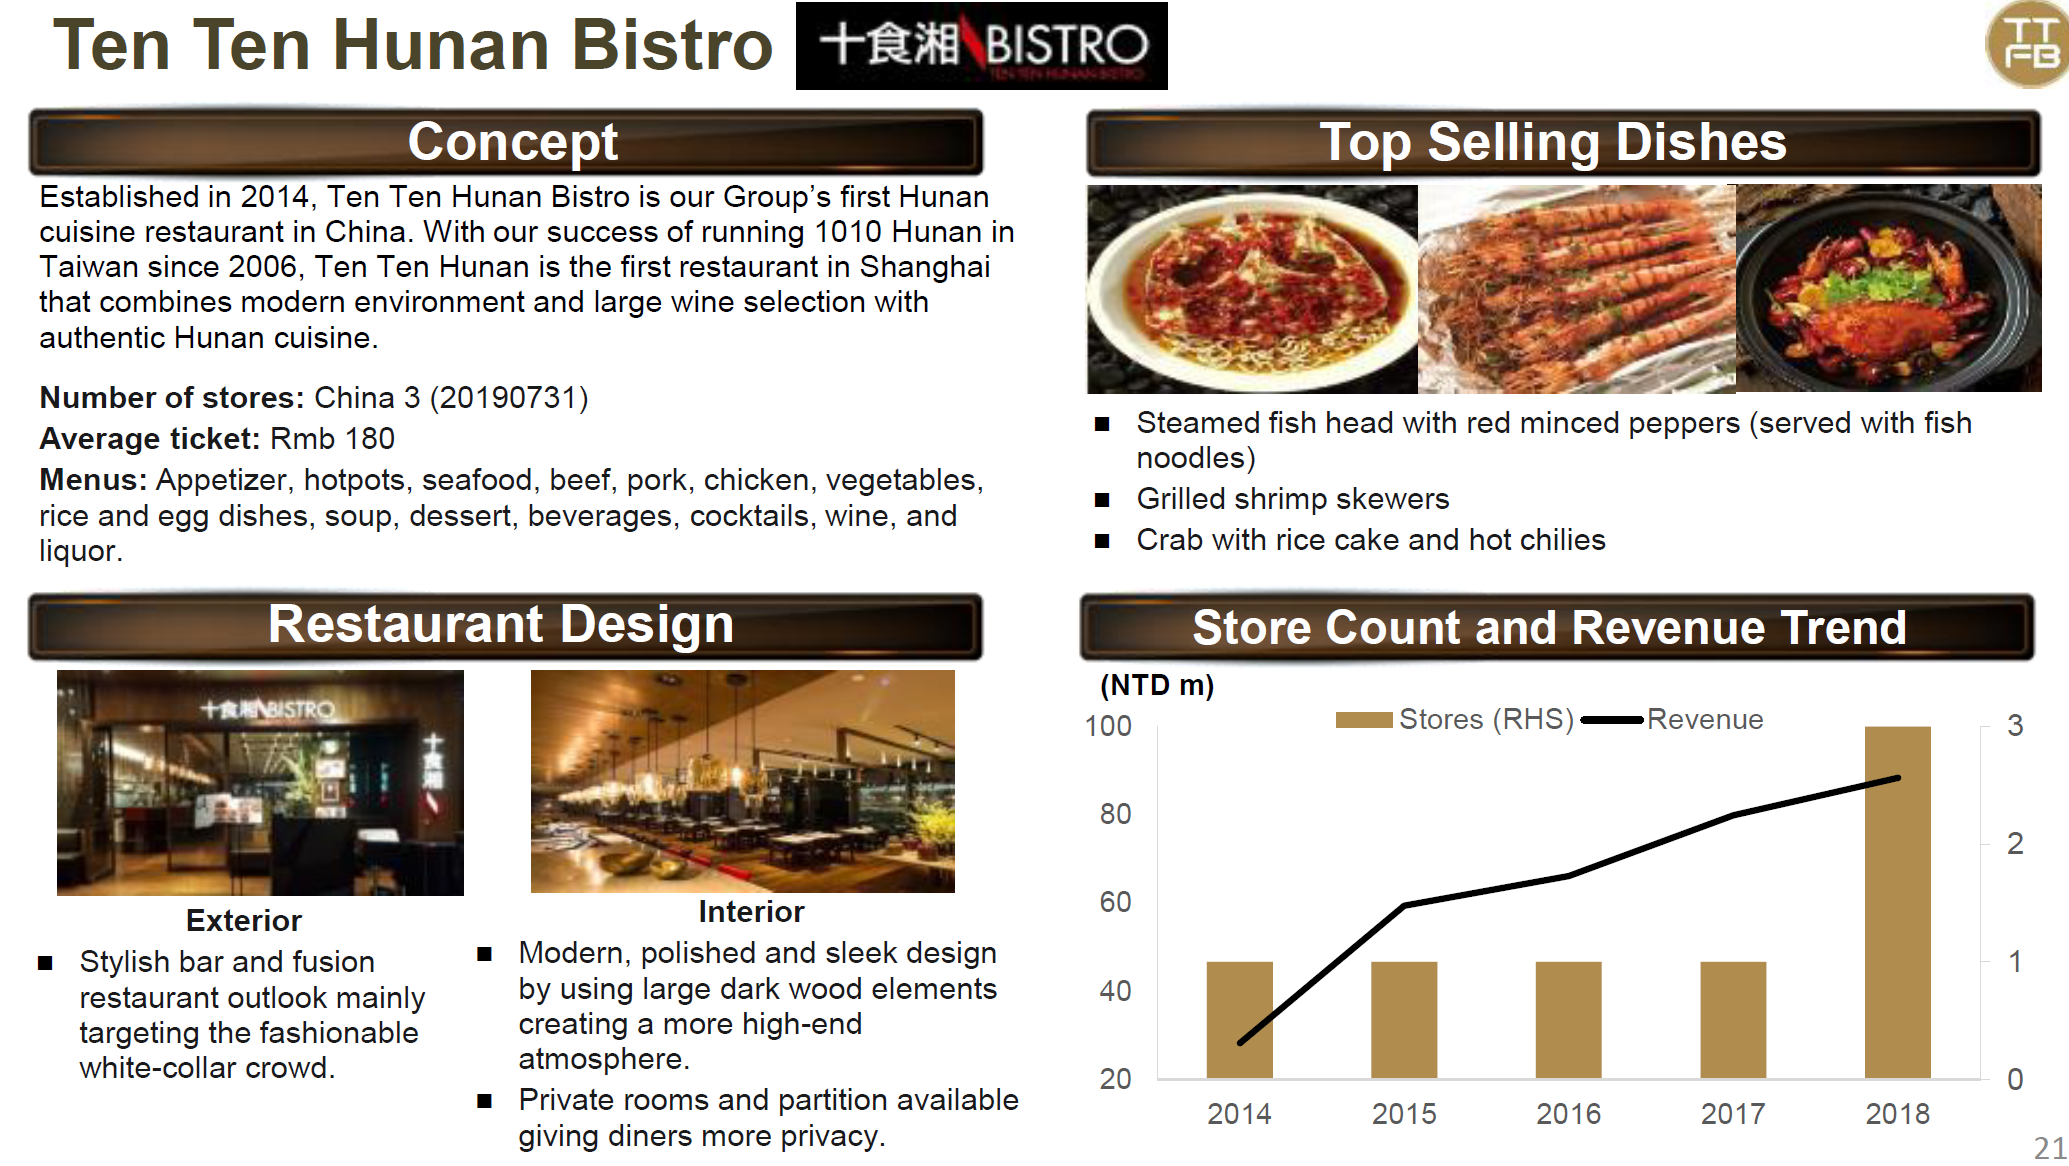 Ten Ten Hunan Bistro
十食湘 BISTRO
TEN TEN HUNAN BISTRO
TT
FB
Concept
Established in 2014, Ten Ten Hunan Bistro is our Group’s first Hunan
cuisine restaurant in China. With our success of running 1010 Hunan in
Taiwan since 2006, Ten Ten Hunan is the first restaurant in Shanghai
that combines modern environment and large wine selection with
authentic Hunan cuisine.
Number of stores: China 3 (20190731)
Average ticket: Rmb 180
Menus: Appetizer, hotpots, seafood, beef, pork, chicken, vegetables,
rice and egg dishes, soup, dessert, beverages, cocktails, wine, and
liquor.
Top Selling Dishes
■ Steamed fish head with red minced peppers (served with fish
noodles)
■ Grilled shrimp skewers
■ Crab with rice cake and hot chilies
Restaurant Design
十食湘 BISTRO
十食湘
Exterior
■ Stylish bar and fusion
restaurant outlook mainly
targeting the fashionable
white-collar crowd.
Interior
■ Modern, polished and sleek design
by using large dark wood elements
creating a more high-end
atmosphere.
■ Private rooms and partition available
giving diners more privacy.
Store Count and Revenue Trend
(NTD m)
Stores (RHS) Revenue
100
80
60
40
20
3
2
1
0
2014 2015 2016 2017 2018
21